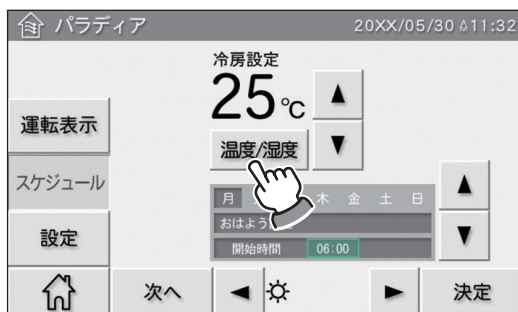 パラディア
20XX/05/30 11:32
冷房設定
25℃
運転表示
温度/湿度
スケジュール
月 木 金 土 日
おはよう
設定
開始時間 06:00
次へ
決定